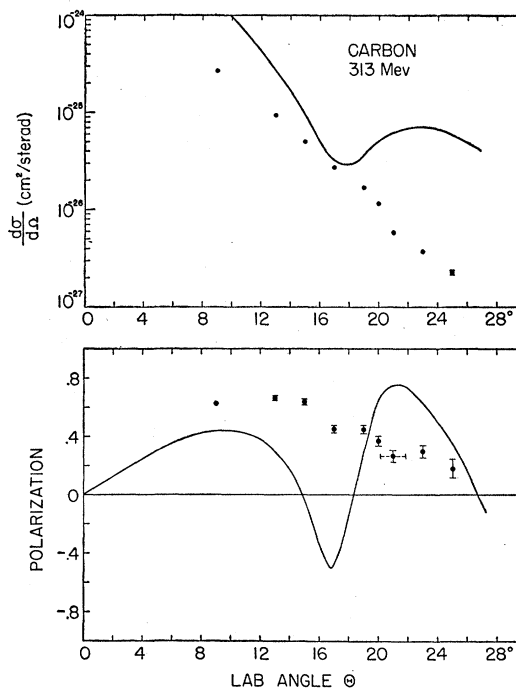 10⁻²⁴
CARBON
313 Mev
10⁻²⁵
dσ/dΩ (cm²/sterad)
10⁻²⁶
10⁻²⁷
0 4 8 12 16 20 24 28°
.8
.4
0
-.4
-.8
POLARIZATION
0 4 8 12 16 20 24 28°
LAB ANGLE Θ